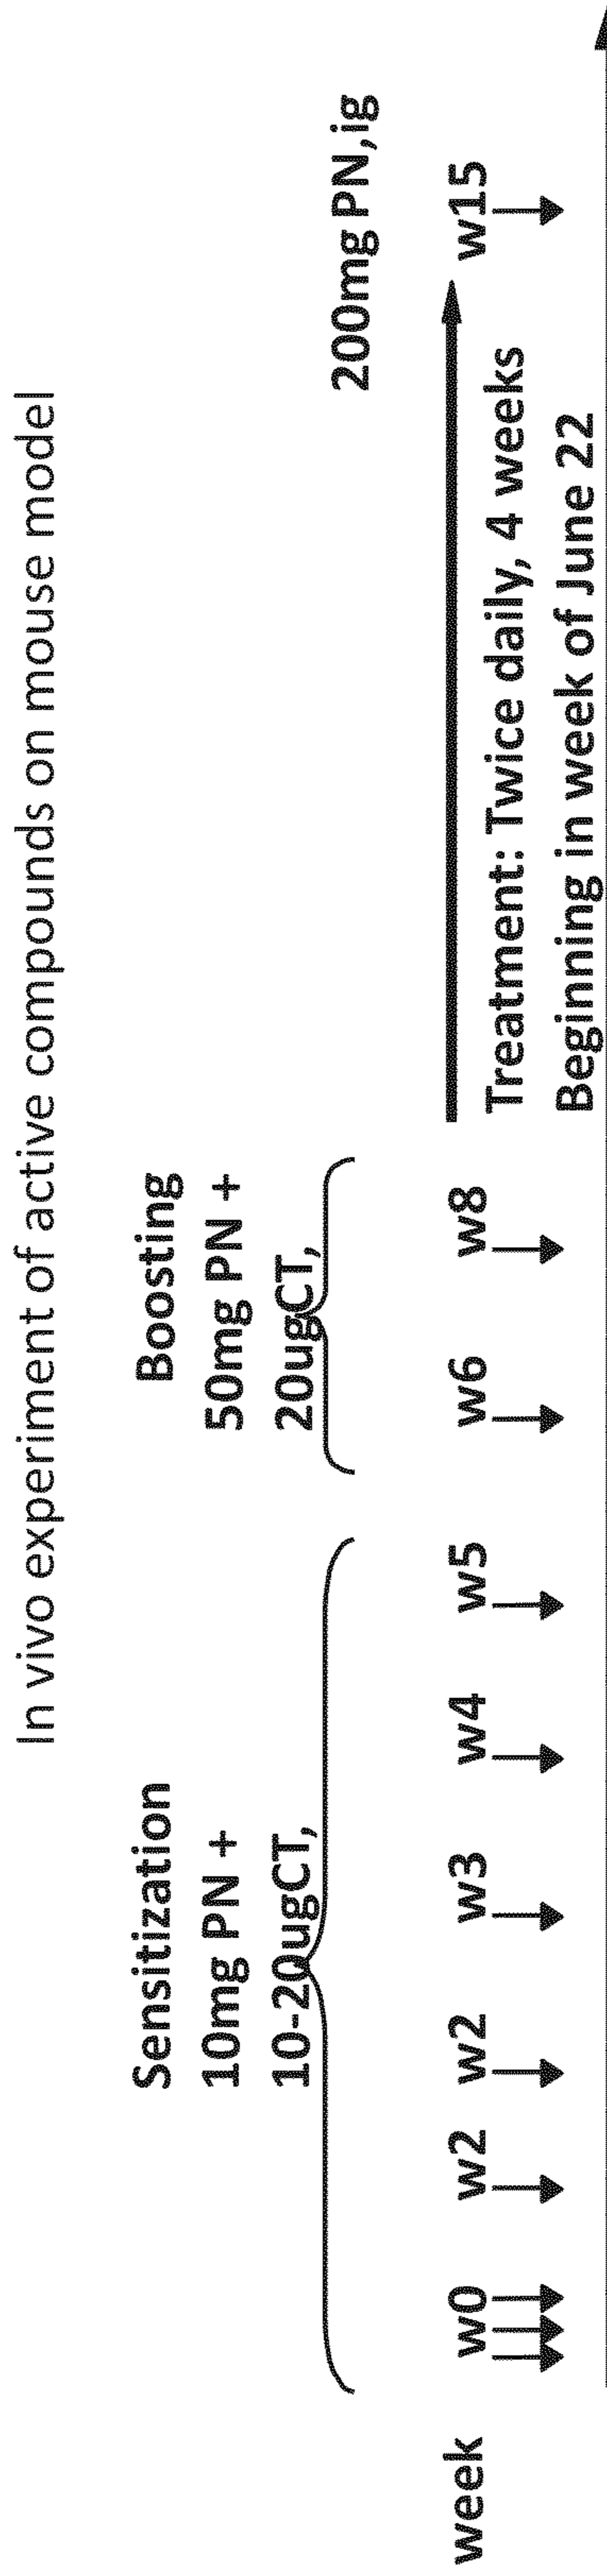 In vivo experiment of active compounds on mouse model
Sensitization
10mg PN +
10-20ugCT,
Boosting
50mg PN +
20ugCT,
200mg PN,ig
week w0 w2 w2 w3 w4 w5 w6 w8 w15
Treatment: Twice daily, 4 weeks
Beginning in week of June 22